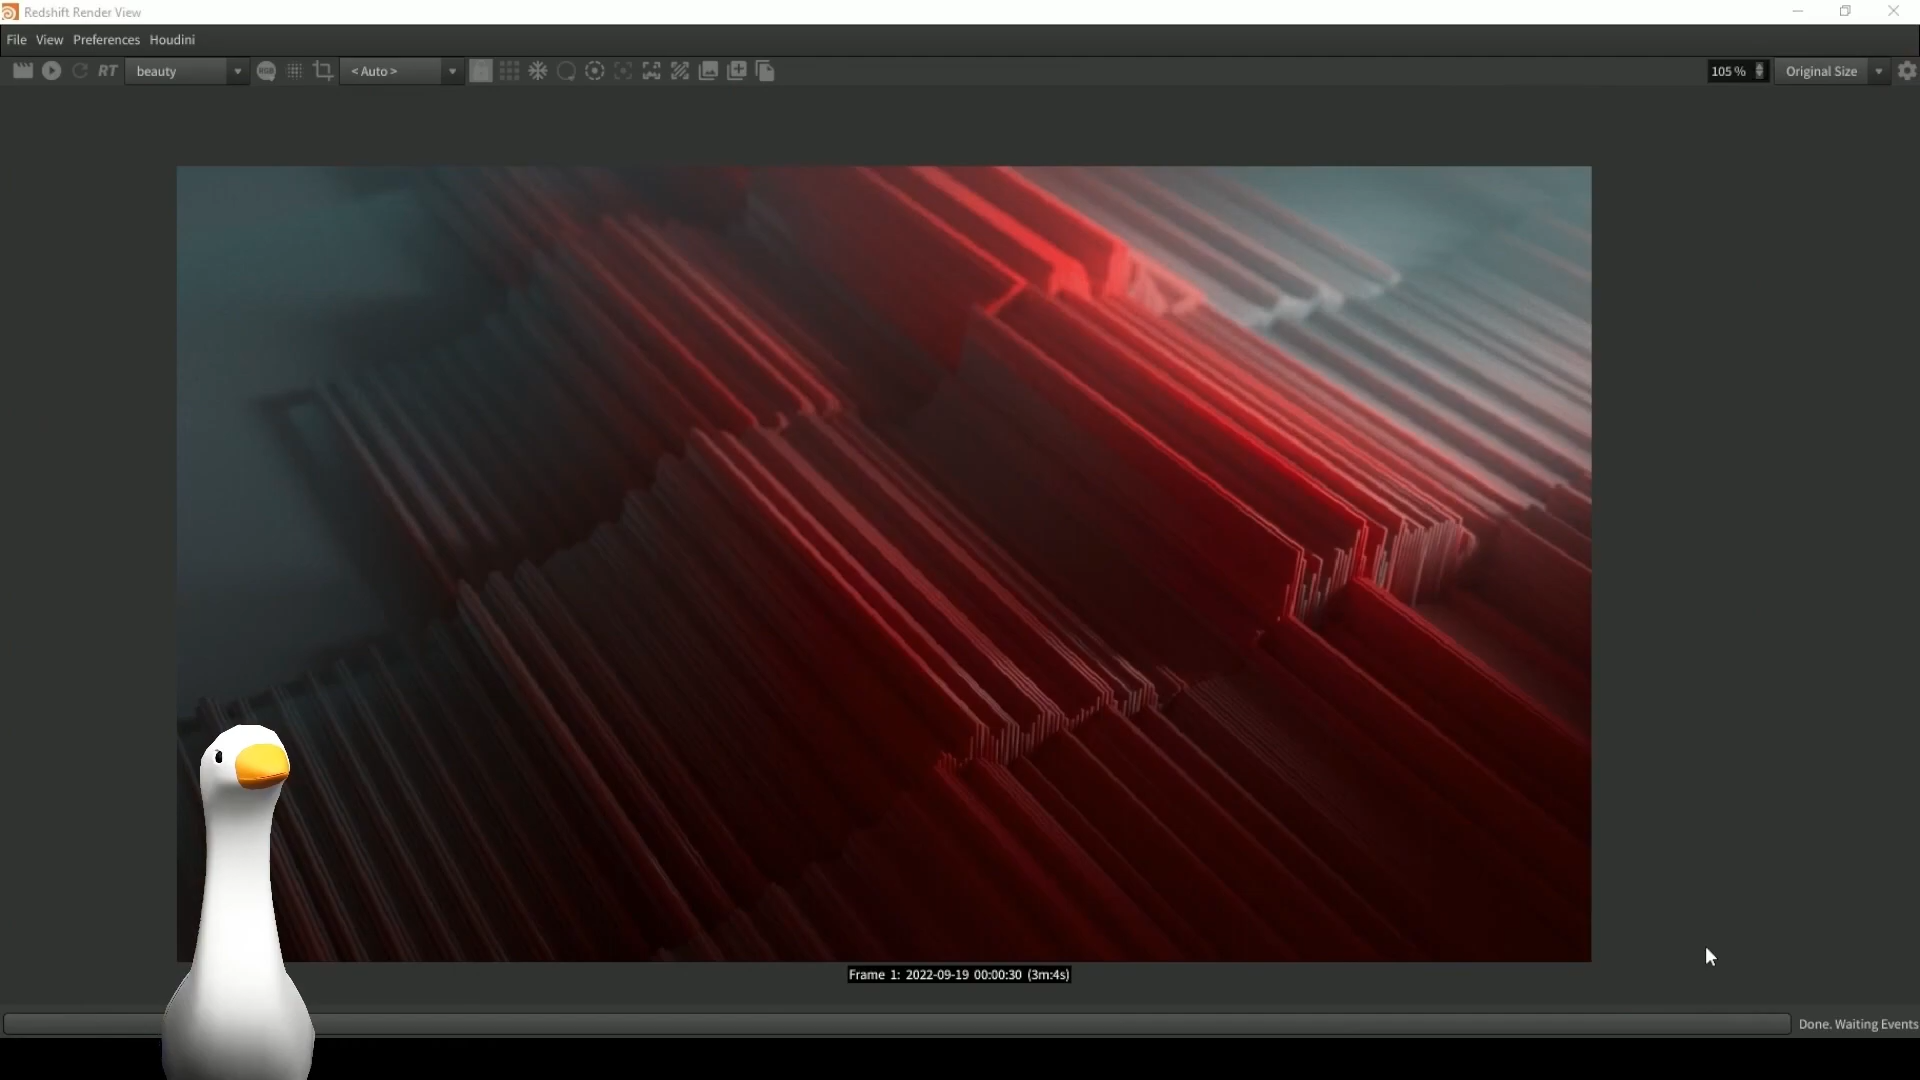 Redshift Render View
File View Preferences Houdini
RT beauty RGB < Auto > 105 % Original Size
Frame 1: 2022-09-19 00:00:30 (3m:4s)
Done. Waiting Events